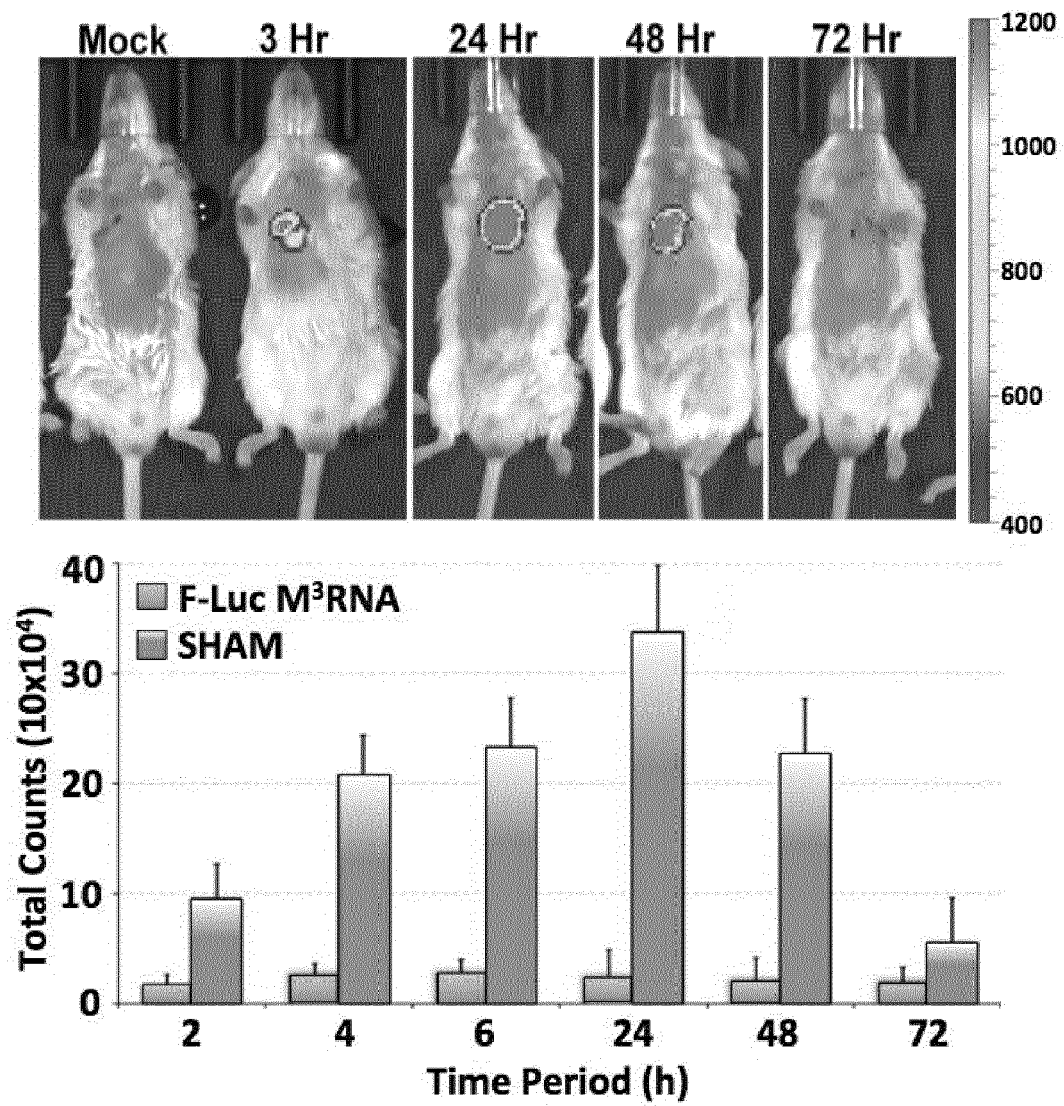 Mock 3 Hr 24 Hr 48 Hr 72 Hr
1200
1000
800
600
400
F-Luc M³RNA
SHAM
Total Counts (10x10⁴)
40
30
20
10
0
2 4 6 24 48 72
Time Period (h)